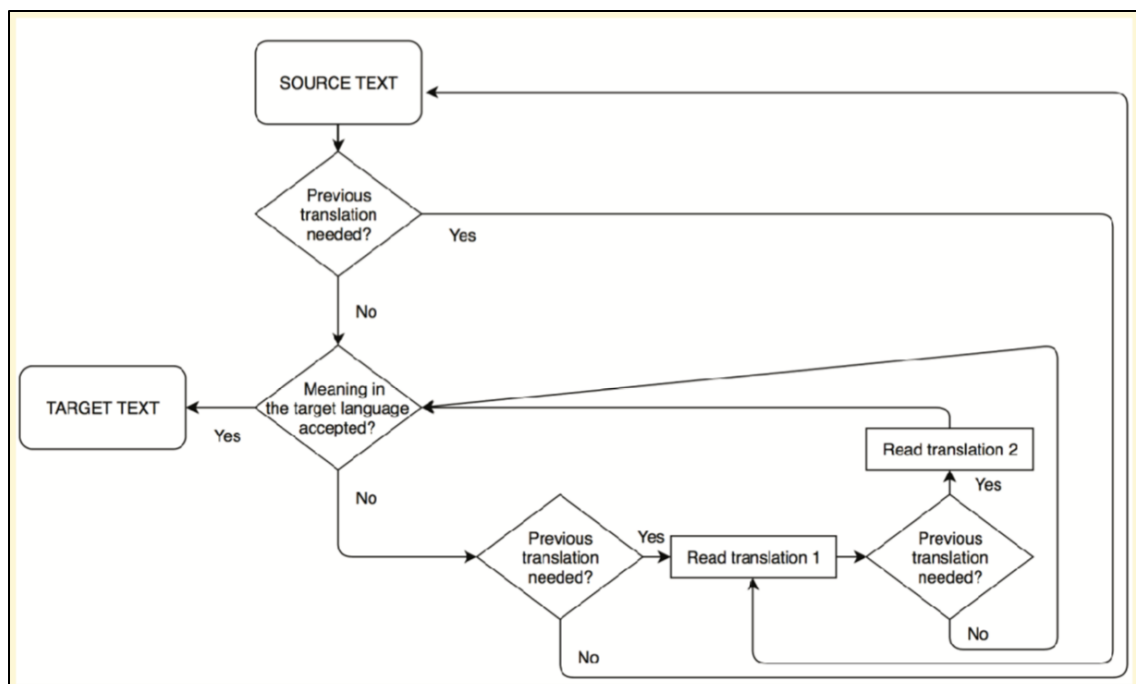 SOURCE TEXT
Previous
translation
needed?
Yes
No
Meaning in
the target language
accepted?
TARGET TEXT
Yes
No
Read translation 2
Yes
Previous
translation
needed?
Yes
Read translation 1
Previous
translation
needed?
No
No